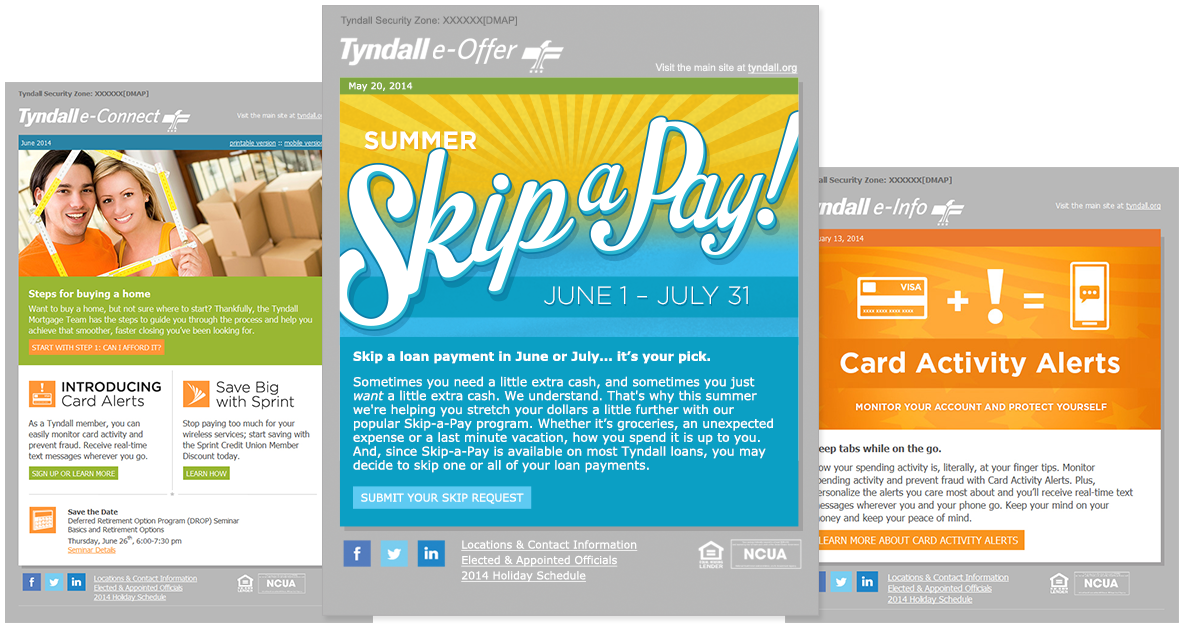 Tyndall Security Zone: XXXXXX[DMAP]
Tyndall e-Connect
Visit the main site at
June 2014
printable version :: mobile version
Steps for buying a home
Want to buy a home, but not sure where to start? Thankfully, the Tyndall
Mortgage Team has the steps to guide you through the process and help you
achieve that smoother, faster closing you've been looking for.
START WITH STEP 1: CAN I AFFORD IT?
INTRODUCING
Card Alerts
As a Tyndall member, you can
easily monitor card activity and
prevent fraud. Receive real-time
text messages wherever you go.
SIGN UP OR LEARN MORE
Save Big
with Sprint
Stop paying too much for your
wireless services; start saving with
the Sprint Credit Union Member
Discount today.
LEARN HOW
Save the Date
Deferred Retirement Option Program (DROP) Seminar
Basics and Retirement Options
Thursday, June 26th, 6:00-7:30 pm
Seminar Details
f
in
Locations & Contact Information
Elected & Appointed Officials
2014 Holiday Schedule
NCUA
Tyndall Security Zone: XXXXXX[DMAP]
Tyndall e-Offer
Visit the main site at tyndall.org
May 20, 2014
SUMMER
Skip a Pay!
JUNE 1 – JULY 31
Skip a loan payment in June or July... it's your pick.
Sometimes you need a little extra cash, and sometimes you just
want a little extra cash. We understand. That's why this summer
we're helping you stretch your dollars a little further with our
popular Skip-a-Pay program. Whether it's groceries, an unexpected
expense or a last minute vacation, how you spend it is up to you.
And, since Skip-a-Pay is available on most Tyndall loans, you may
decide to skip one or all of your loan payments.
SUBMIT YOUR SKIP REQUEST
f
in
Locations & Contact Information
Elected & Appointed Officials
2014 Holiday Schedule
NCUA
Security Zone: XXXXXX[DMAP]
e-Info
Visit the main site at tyndall.org
13, 2014
VISA
+ ! =
Card Activity Alerts
MONITOR YOUR ACCOUNT AND PROTECT YOURSELF
tabs while on the go.
your spending activity is, literally, at your finger tips. Monitor
activity and prevent fraud with Card Activity Alerts. Plus,
the alerts you care most about and you'll receive real-time text
wherever you and your phone go. Keep your mind on your
and keep your peace of mind.
LEARN MORE ABOUT CARD ACTIVITY ALERTS
in
Locations & Contact Information
Elected & Appointed Officials
2014 Holiday Schedule
NCUA